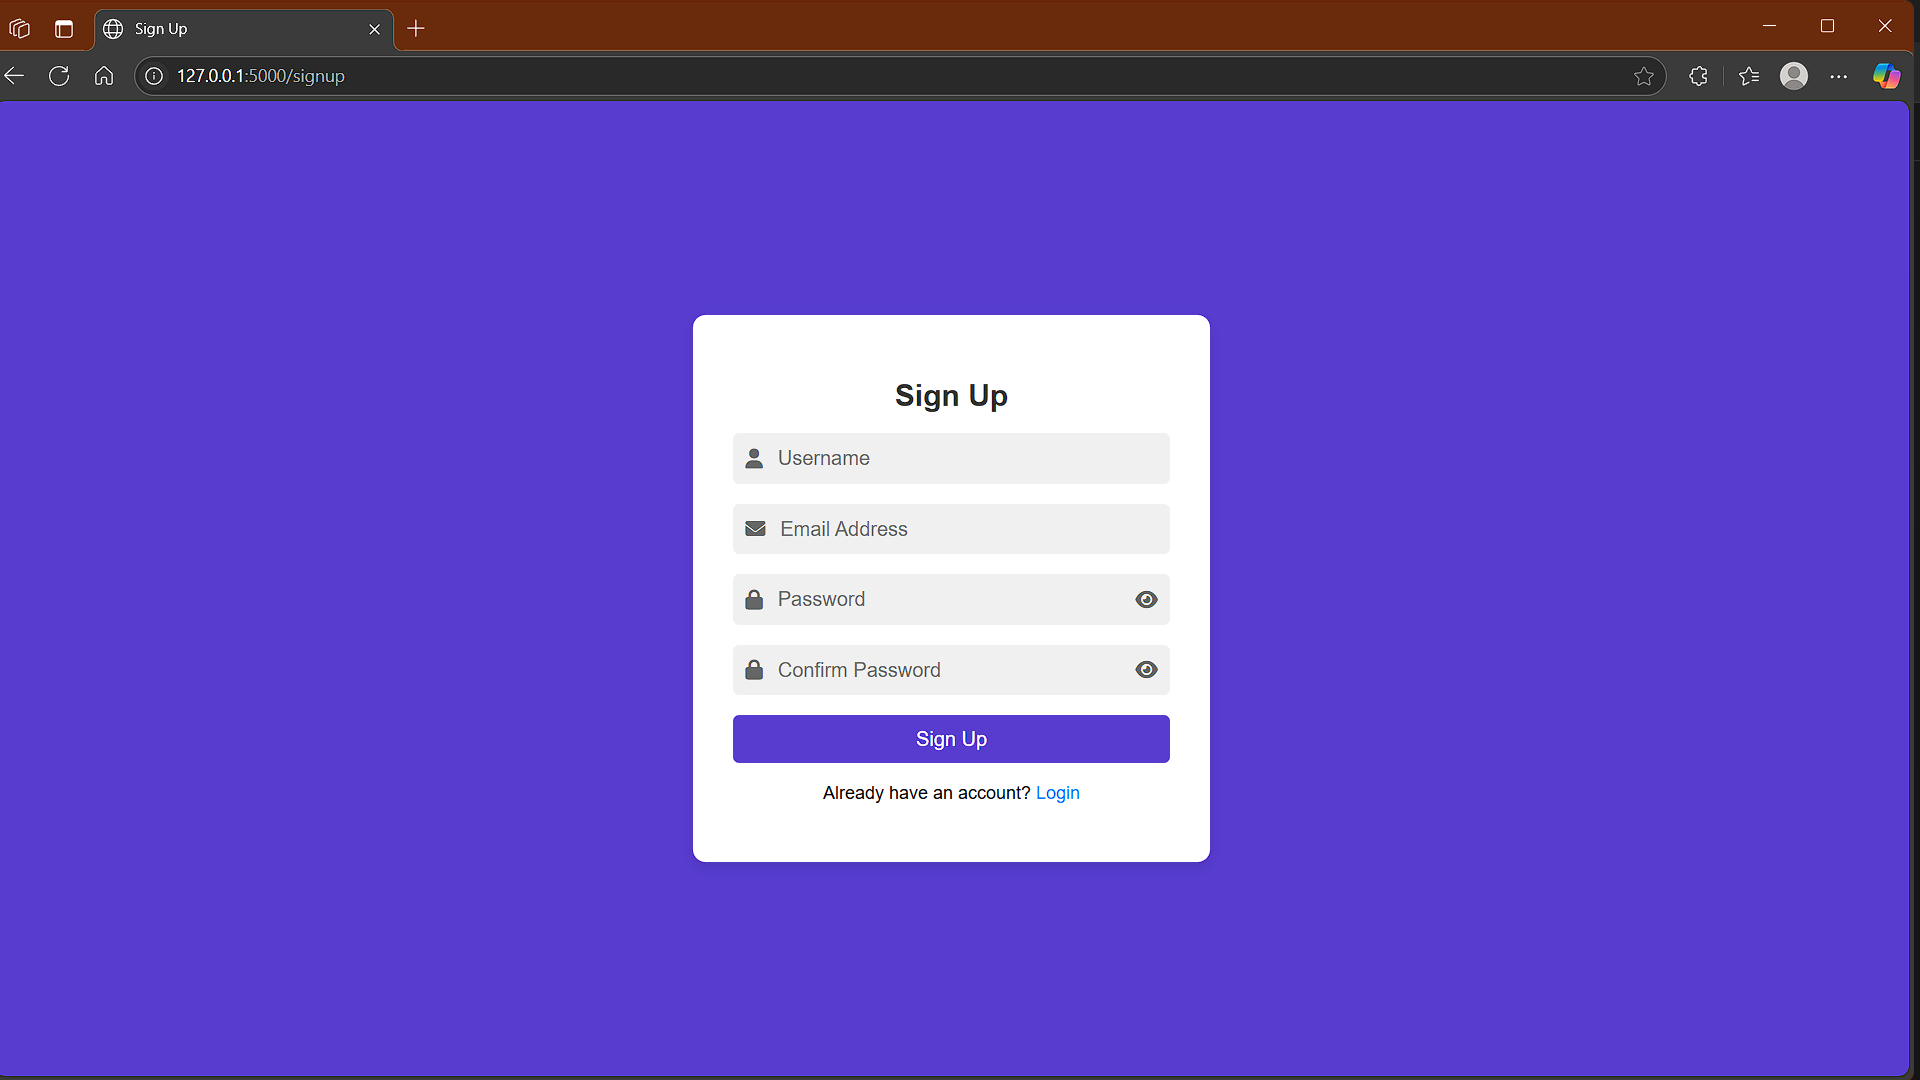 Sign Up
127.0.0.1:5000/signup
Sign Up
Username
Email Address
Password
Confirm Password
Sign Up
Already have an account? Login